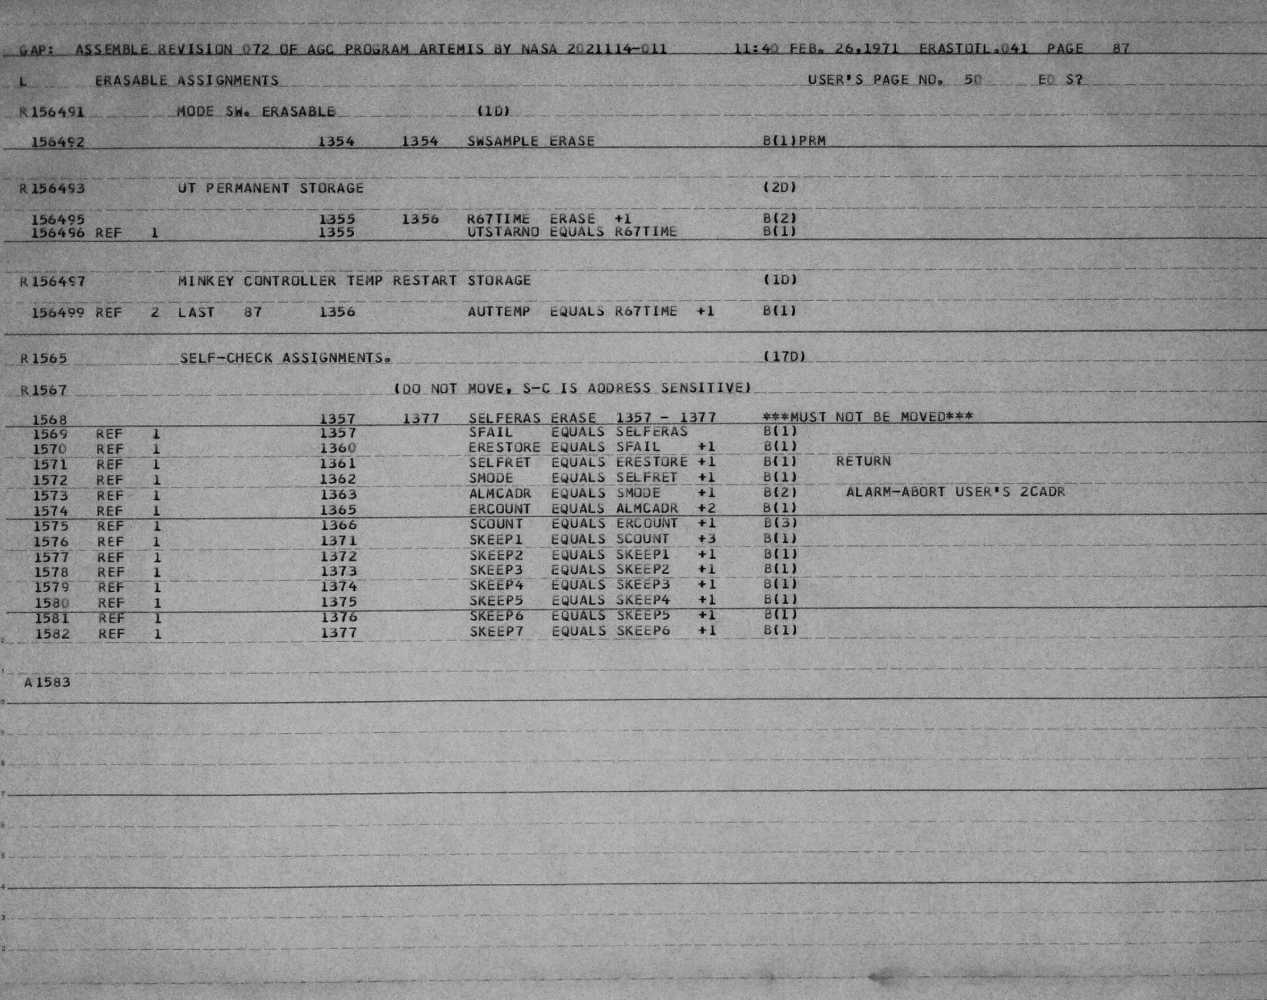 GAP: ASSEMBLE REVISION 072 OF AGC PROGRAM ARTEMIS BY NASA 2021114-011 11:40 FEB. 26,1971 ERASTOTL.041 PAGE 87
L ERASABLE ASSIGNMENTS USER'S PAGE NO. 50 E0 S?
R156491 MODE SW. ERASABLE (1D)
156492 1354 1354 SWSAMPLE ERASE B(1)PRM
R156493 UT PERMANENT STORAGE (2D)
156495 1355 1356 R67TIME ERASE +1 B(2)
156496 REF 1 1355 UTSTARNO EQUALS R67TIME B(1)
R156497 MINKEY CONTROLLER TEMP RESTART STORAGE (1D)
156499 REF 2 LAST 87 1356 AUTTEMP EQUALS R67TIME +1 B(1)
R1565 SELF-CHECK ASSIGNMENTS. (17D)
R1567 (DO NOT MOVE, S-C IS ADDRESS SENSITIVE)
1568 1357 1377 SELFERAS ERASE 1357 - 1377 ***MUST NOT BE MOVED***
1569 REF 1 1357 SFAIL EQUALS SELFERAS B(1)
1570 REF 1 1360 ERESTORE EQUALS SFAIL +1 B(1)
1571 REF 1 1361 SELFRET EQUALS ERESTORE +1 B(1) RETURN
1572 REF 1 1362 SMODE EQUALS SELFRET +1 B(1)
1573 REF 1 1363 ALMCADR EQUALS SMODE +1 B(2) ALARM-ABORT USER'S 2CADR
1574 REF 1 1365 ERCOUNT EQUALS ALMCADR +2 B(1)
1575 REF 1 1366 SCOUNT EQUALS ERCOUNT +1 B(3)
1576 REF 1 1371 SKEEP1 EQUALS SCOUNT +3 B(1)
1577 REF 1 1372 SKEEP2 EQUALS SKEEP1 +1 B(1)
1578 REF 1 1373 SKEEP3 EQUALS SKEEP2 +1 B(1)
1579 REF 1 1374 SKEEP4 EQUALS SKEEP3 +1 B(1)
1580 REF 1 1375 SKEEP5 EQUALS SKEEP4 +1 B(1)
1581 REF 1 1376 SKEEP6 EQUALS SKEEP5 +1 B(1)
1582 REF 1 1377 SKEEP7 EQUALS SKEEP6 +1 B(1)
A1583